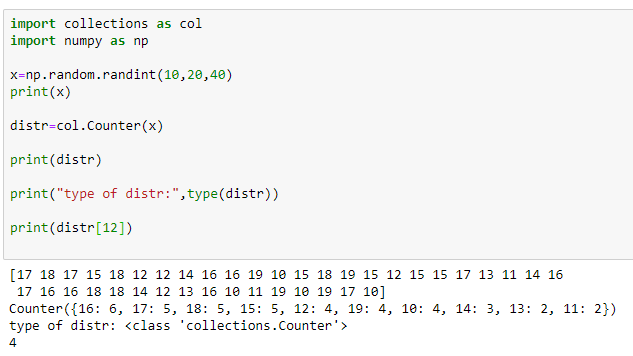 import collections as col
import numpy as np
x=np.random.randint(10,20,40)
print(x)
distr=col.Counter(x)
print(distr)
print("type of distr:",type(distr))
print(distr[12])
[17 18 17 15 18 12 12 14 16 16 19 10 15 18 19 15 12 15 15 17 13 11 14 16
17 16 16 18 18 14 12 13 16 10 11 19 10 19 17 10]
Counter({16: 6, 17: 5, 18: 5, 15: 5, 12: 4, 19: 4, 10: 4, 14: 3, 13: 2, 11: 2})
type of distr: <class 'collections.Counter'>
4